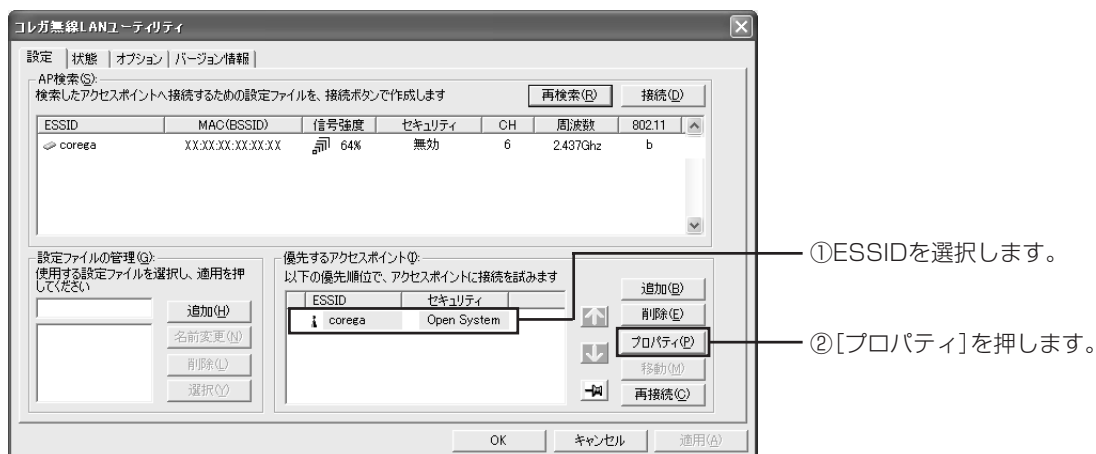 コレガ無線LANユーティリティ
設定 状態 オプション バージョン情報
AP検索(S):
検索したアクセスポイントへ接続するための設定ファイルを、接続ボタンで作成します
再検索(R) 接続(D)
ESSID MAC(BSSID) 信号強度 セキュリティ CH 周波数 802.11
corega XX:XX:XX:XX:XX:XX 64% 無効 6 2.437Ghz b
設定ファイルの管理(G):
使用する設定ファイルを選択し、適用を押
してください
追加(H)
名前変更(N)
削除(L)
選択(Y)
優先するアクセスポイント(I):
以下の優先順位で、アクセスポイントに接続を試みます
ESSID セキュリティ
corega Open System
追加(B)
削除(E)
プロパティ(P)
移動(M)
再接続(C)
OK キャンセル 適用(A)
①ESSIDを選択します。
②[プロパティ]を押します。